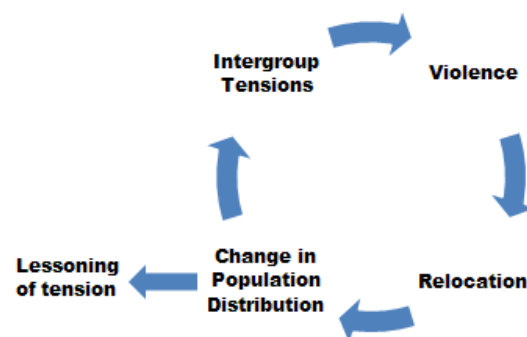 Intergroup
Tensions
Violence
Relocation
Change in
Population
Distribution
Lessoning
of tension